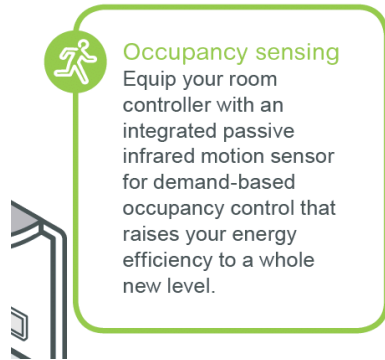 Occupancy sensing
Equip your room
controller with an
integrated passive
infrared motion sensor
for demand-based
occupancy control that
raises your energy
efficiency to a whole
new level.